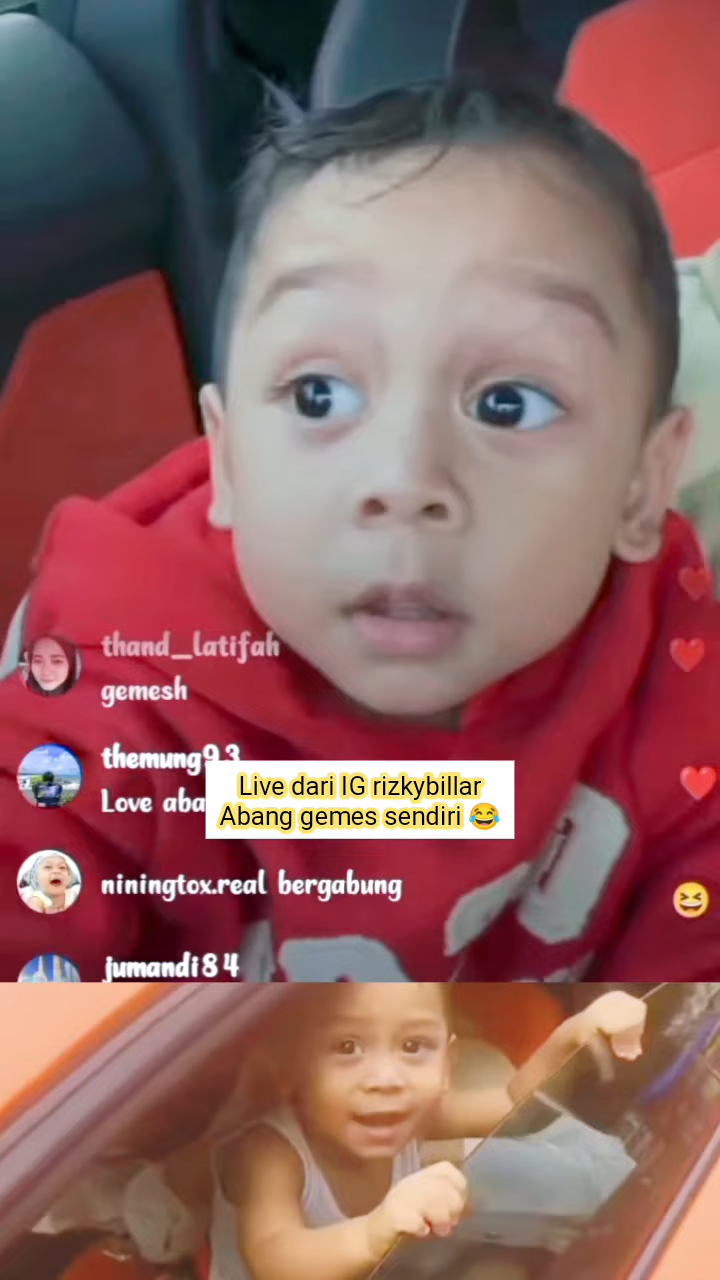 thand_latifah
gemesh
themung93
Love aba
Live dari IG rizkybillar
Abang gemes sendiri 😂
niningtox.real bergabung
jumandi84